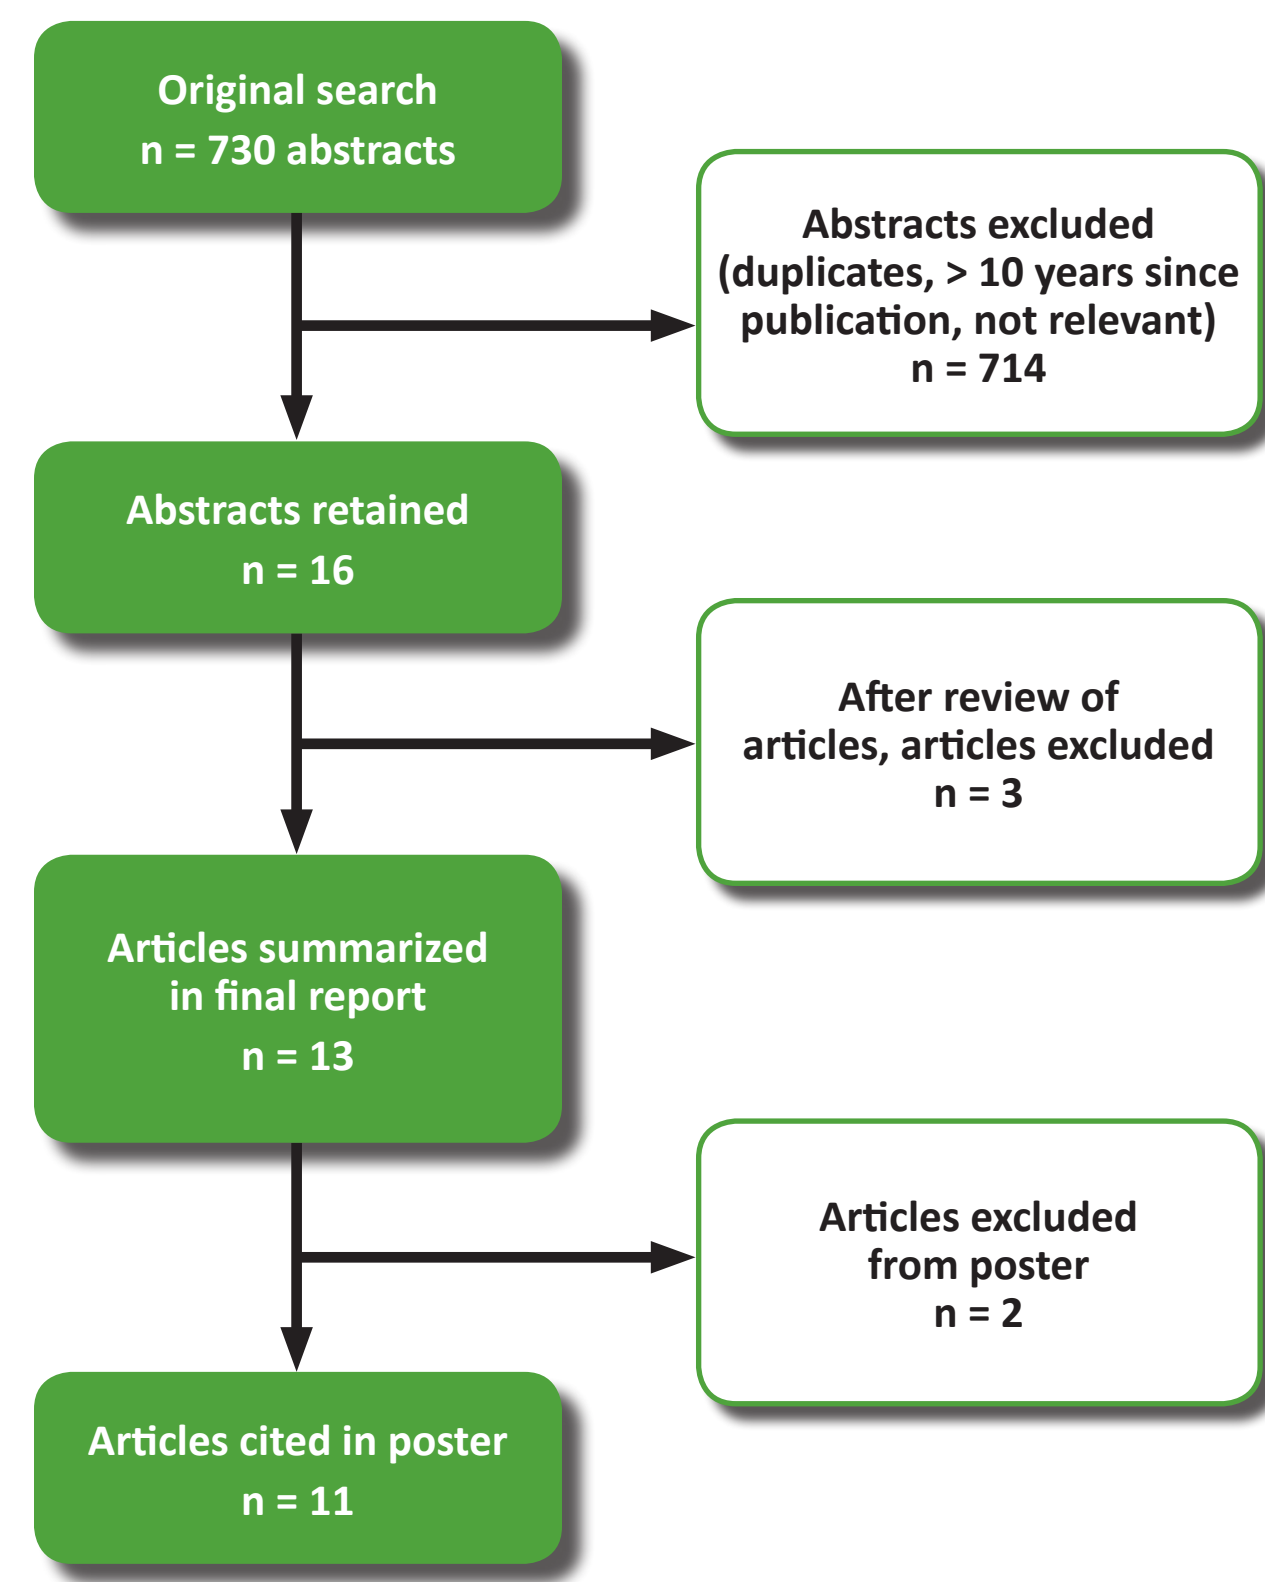 Original search
n = 730 abstracts
Abstracts excluded
(duplicates, > 10 years since
publication, not relevant)
n = 714
Abstracts retained
n = 16
After review of
articles, articles excluded
n = 3
Articles summarized
in final report
n = 13
Articles excluded
from poster
n = 2
Articles cited in poster
n = 11